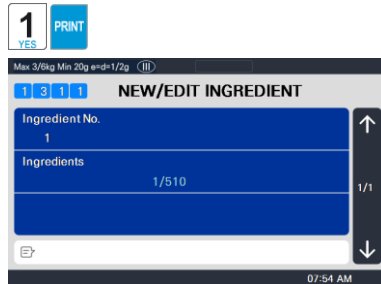 1
YES
PRINT
Max 3/6kg Min 20g e=d=1/2g III
1 3 1 1 NEW/EDIT INGREDIENT
Ingredient No.
1
Ingredients
1/510
1/1
07:54 AM